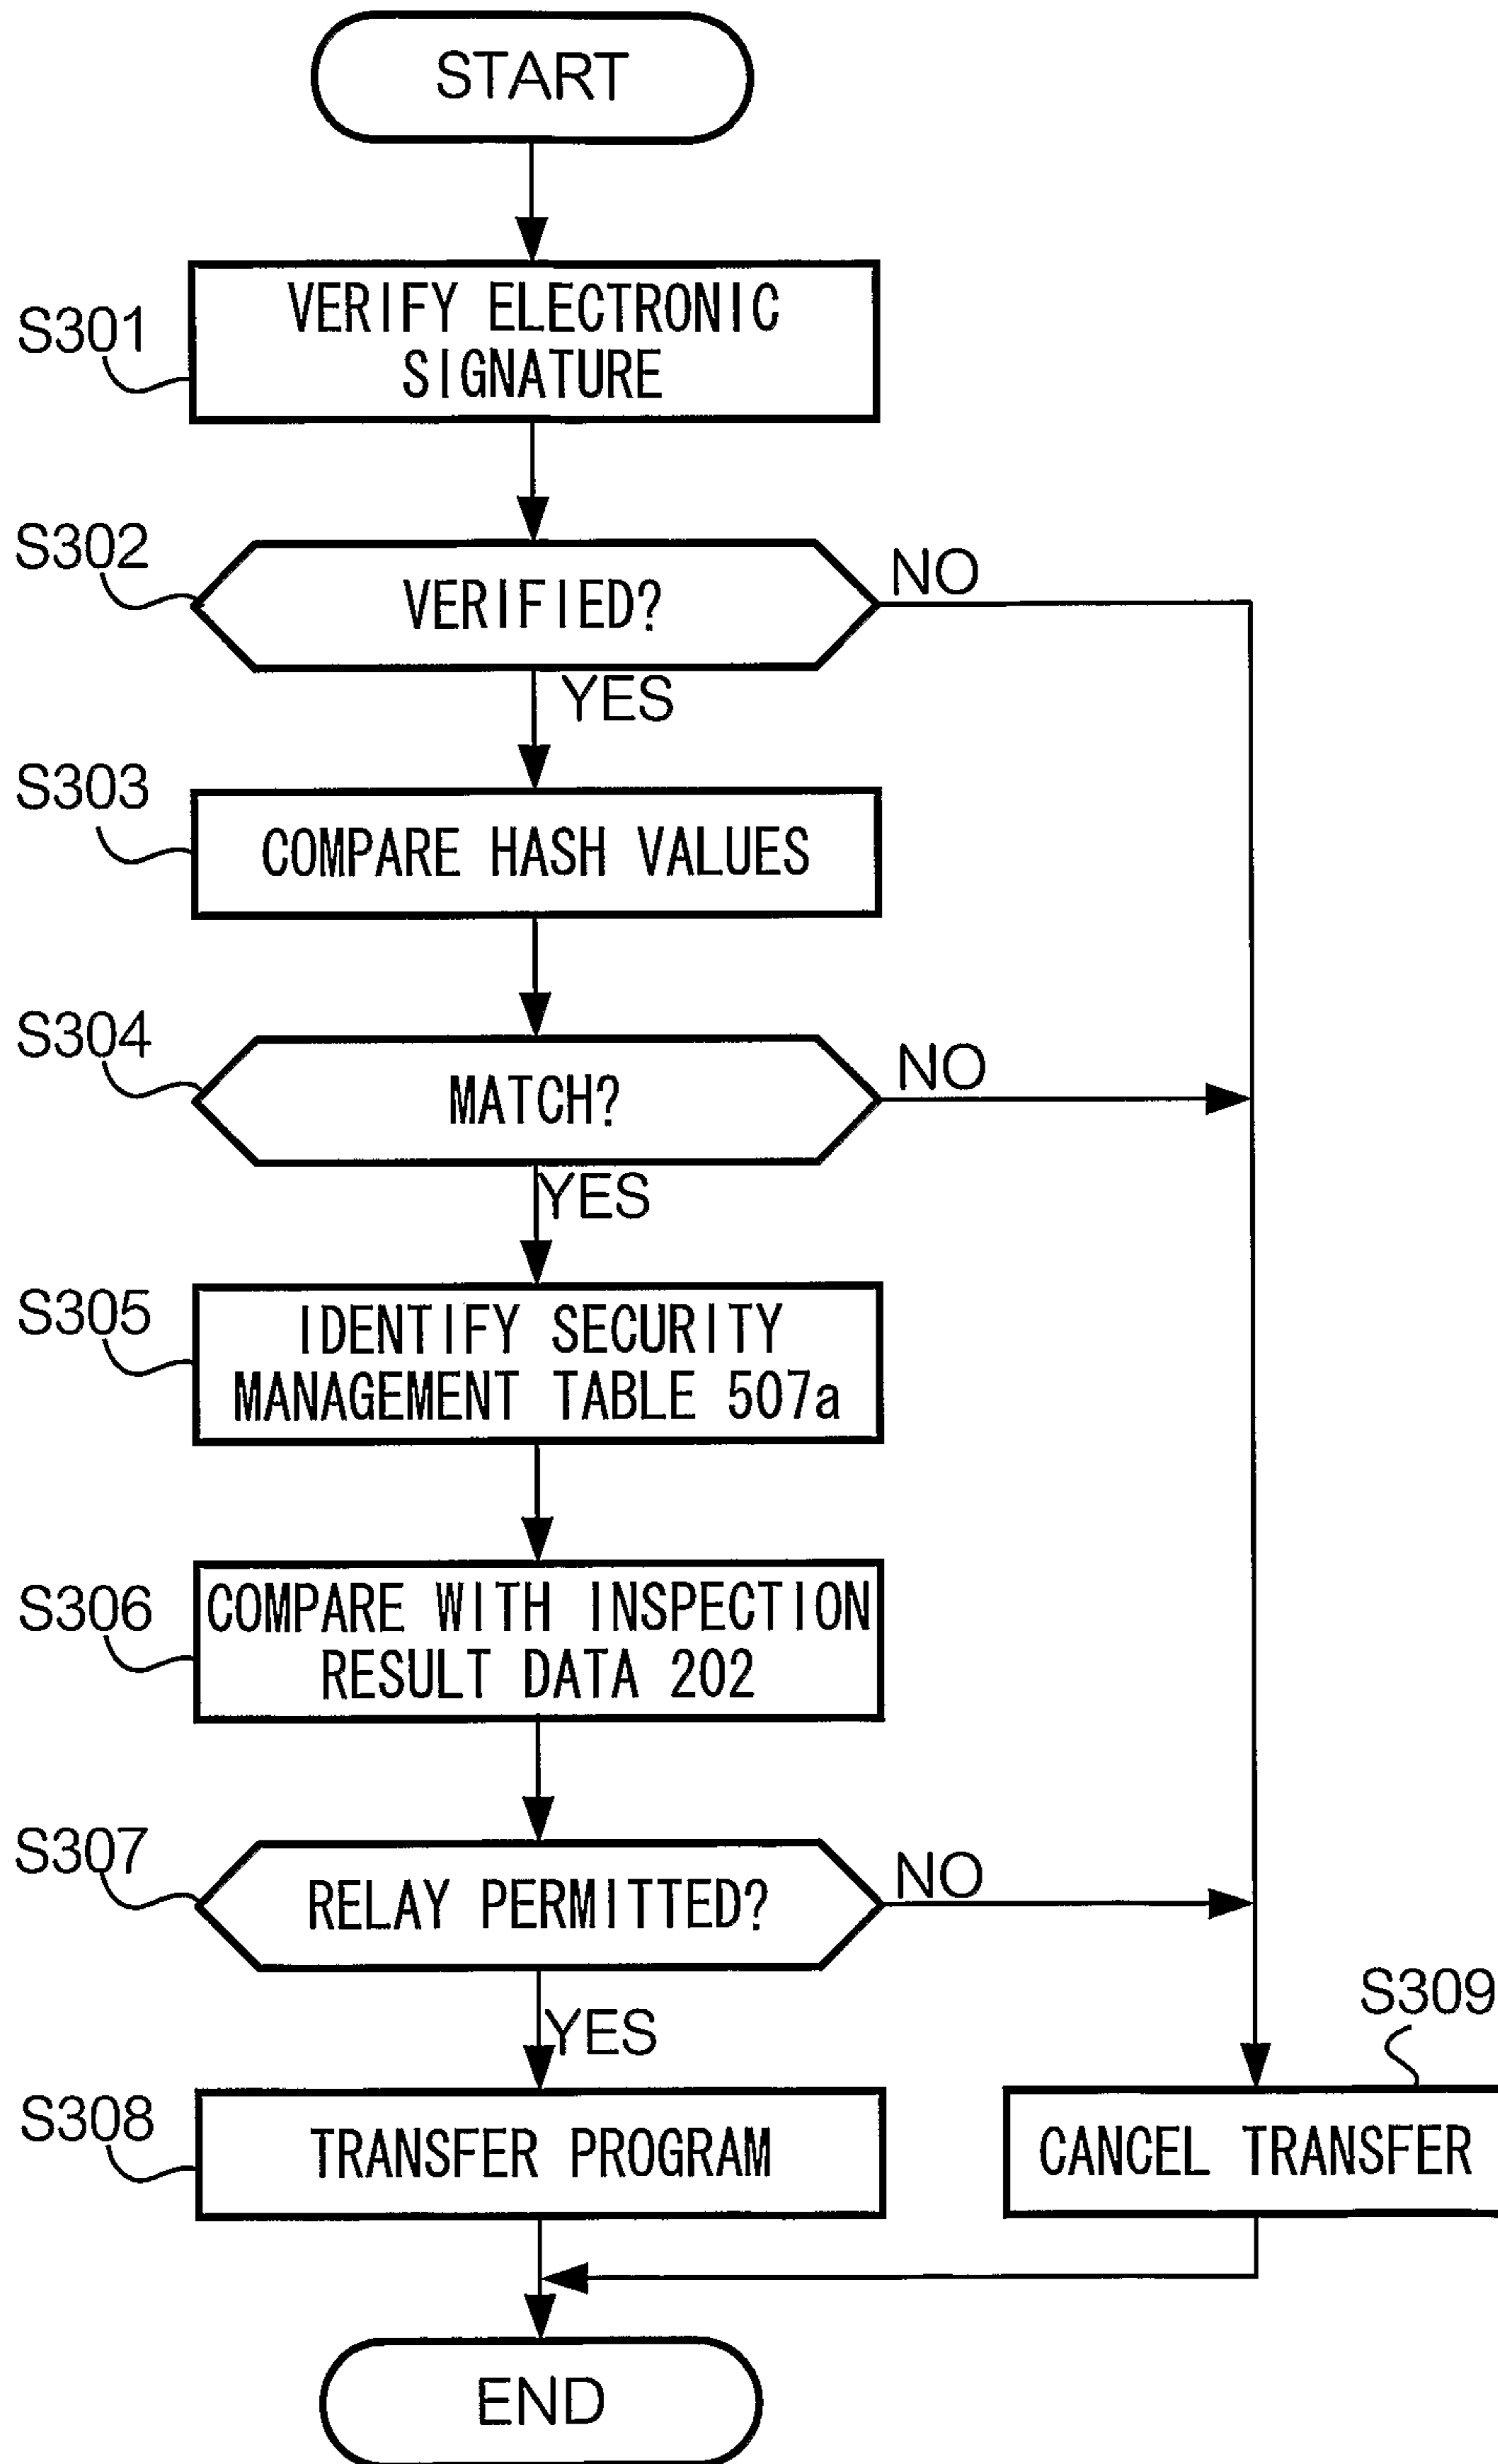 START
S301
VERIFY ELECTRONIC
SIGNATURE
S302
VERIFIED?
NO
YES
S303
COMPARE HASH VALUES
S304
MATCH?
NO
YES
S305
IDENTIFY SECURITY
MANAGEMENT TABLE 507a
S306
COMPARE WITH INSPECTION
RESULT DATA 202
S307
RELAY PERMITTED?
NO
YES
S309
S308
TRANSFER PROGRAM
CANCEL TRANSFER
END